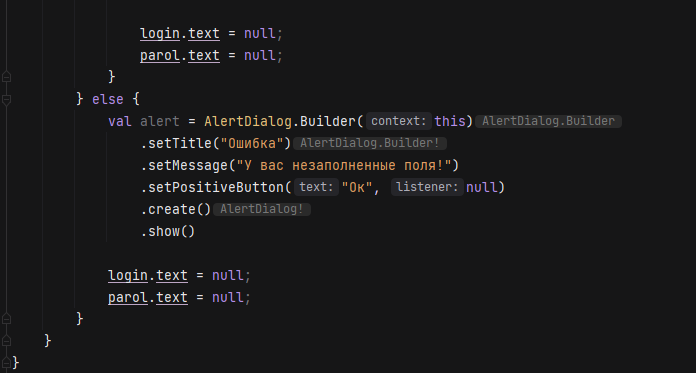 login.text = null;
parol.text = null;
}
} else {
val alert = AlertDialog.Builder( context: this) AlertDialog.Builder
.setTitle("Ошибка") AlertDialog.Builder!
.setMessage("У вас незаполненные поля!")
.setPositiveButton( text: "Ок", listener: null)
.create() AlertDialog!
.show()
login.text = null;
parol.text = null;
}
}
}